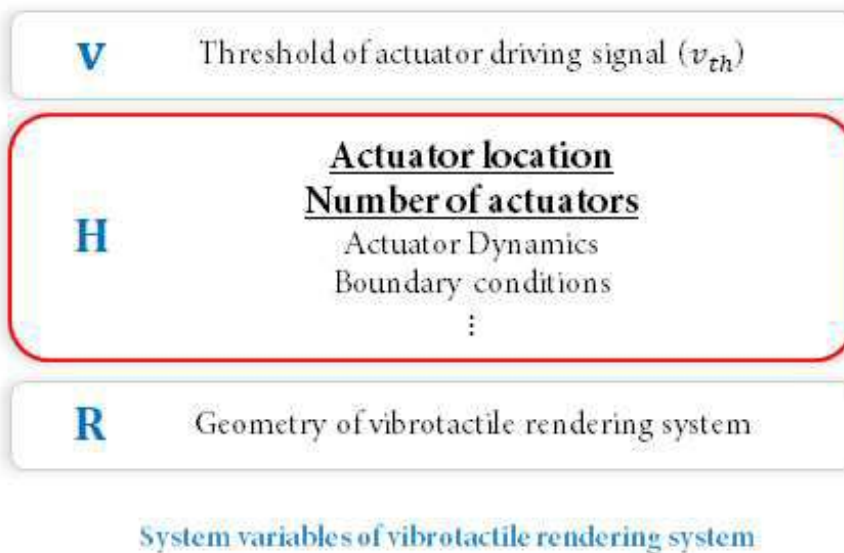 v Threshold of actuator driving signal (v_th)
Actuator location
Number of actuators
H
Actuator Dynamics
Boundary conditions
⋮
R Geometry of vibrotactile rendering system
System variables of vibrotactile rendering system